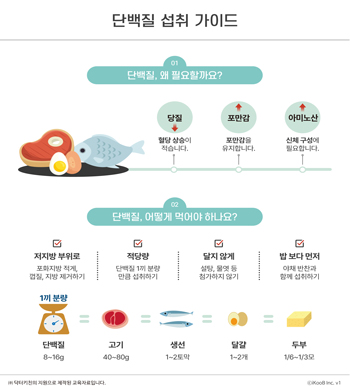 단백질 섭취 가이드
01
단백질, 왜 필요할까요?
당질
포만감
아미노산
혈당 상승이
적습니다.
포만감을
유지합니다.
신체 구성에
필요합니다.
02
단백질, 어떻게 먹어야 하나요?
저지방 부위로
적당량
달지 않게
밥 보다 먼저
포화지방 적게,
껍질, 지방 제거하기
단백질 1끼 분량
만큼 섭취하기
설탕, 물엿 등
첨가하지 않기
야채 반찬과
함께 섭취하기
1끼 분량
단백질
고기
생선
달걀
두부
8~16g
40~80g
1~2토막
1~2개
1/6~1/3모
※ 닥터키친의 지원으로 제작된 교육자료입니다.